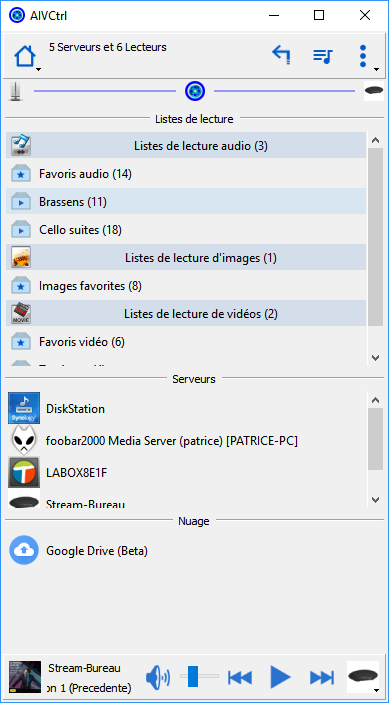 AIVCtrl
5 Serveurs et 6 Lecteurs
Listes de lecture
Listes de lecture audio (3)
Favoris audio (14)
Brassens (11)
Cello suites (18)
Listes de lecture d'images (1)
Images favorites (8)
MOVIE
Listes de lecture de vidéos (2)
Favoris vidéo (6)
Serveurs
Synology
DiskStation
foobar2000 Media Server (patrice) [PATRICE-PC]
LABOX8E1F
Stream-Bureau
Nuage
Google Drive (Beta)
Stream-Bureau
on 1 (Precedente)